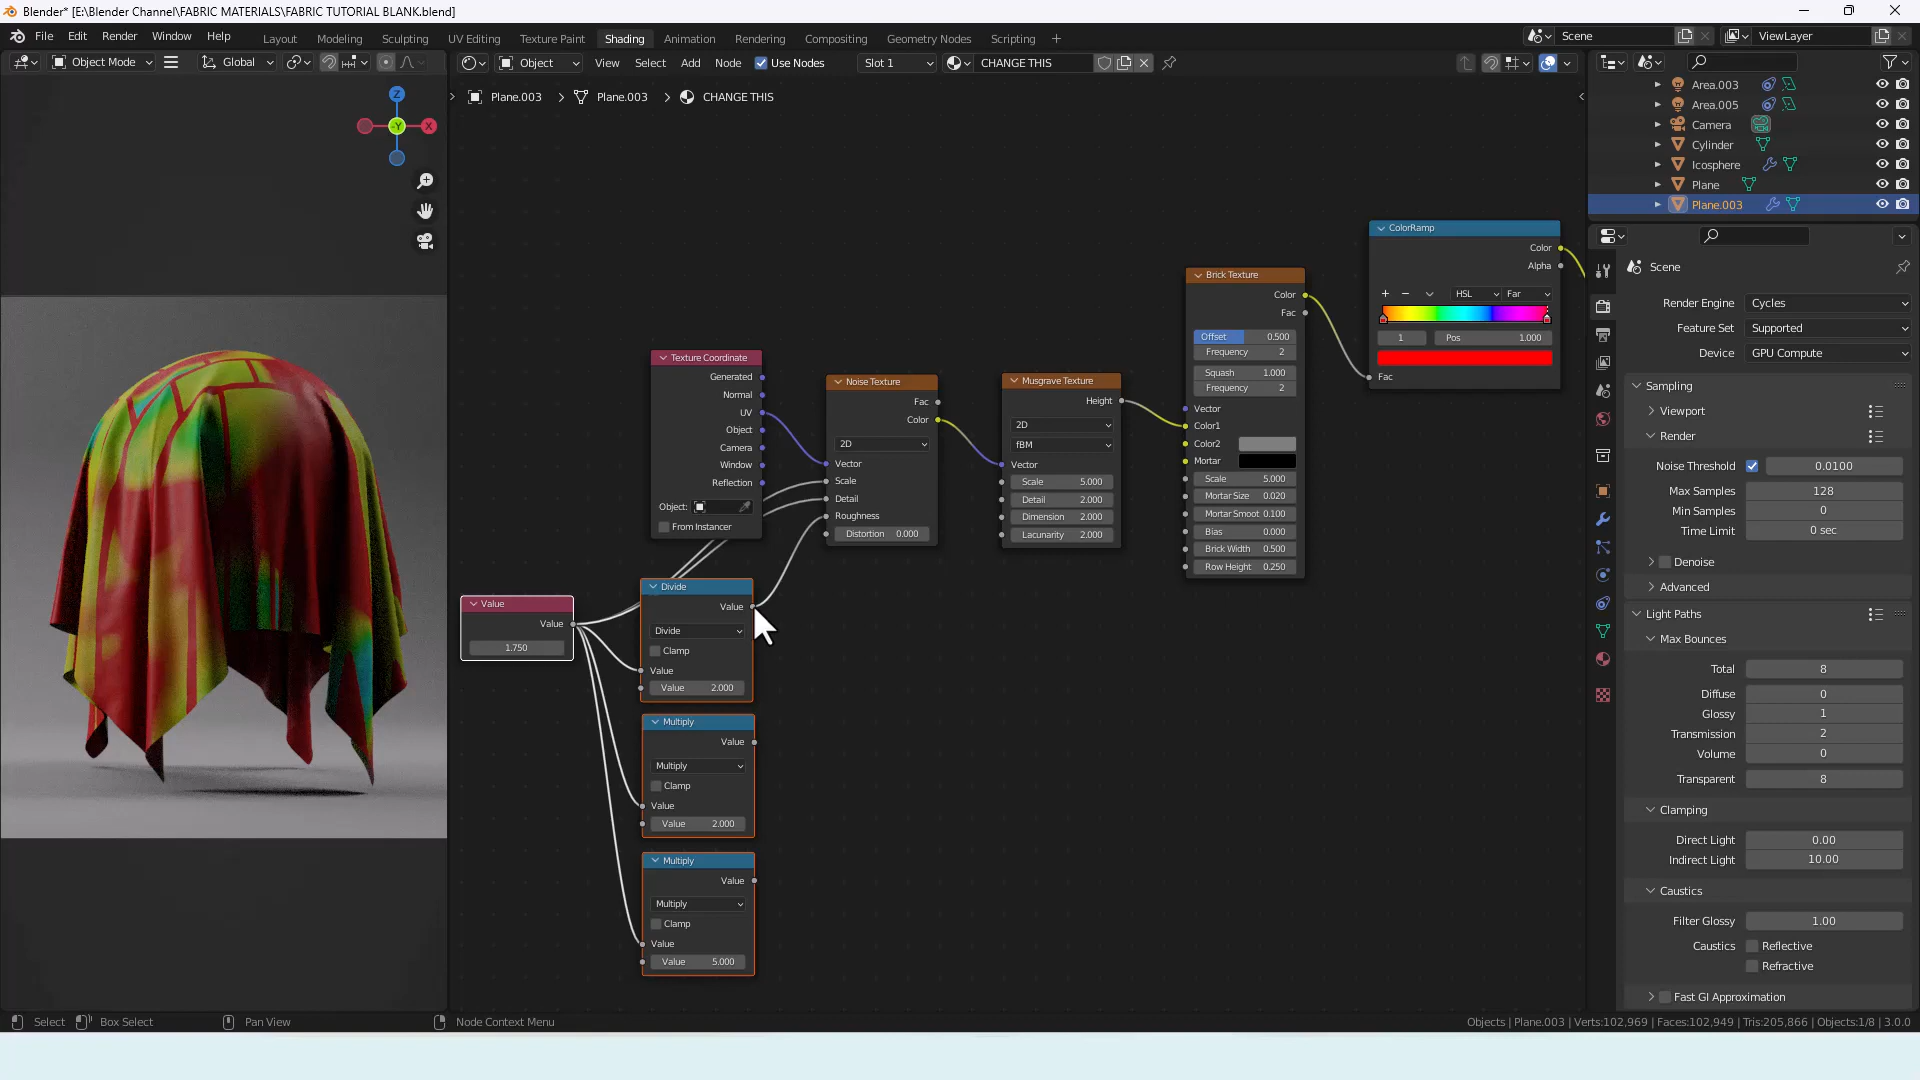 Blender* [E:\Blender Channel\FABRIC MATERIALS\FABRIC TUTORIAL BLANK.blend]
File Edit Render Window Help Layout Modeling Sculpting UV Editing Texture Paint Shading Animation Rendering Compositing Geometry Nodes Scripting + Scene ViewLayer
Object Mode Global Object View Select Add Node Use Nodes Slot 1 CHANGE THIS
Plane.003 > Plane.003 > CHANGE THIS
Z
-Y
X
Area.003
Area.005
Camera
Cylinder
Icosphere
Plane
Plane.003
Texture Coordinate
Generated
Normal
UV
Object
Camera
Window
Reflection
Object:
From Instancer
Value
Value
1.750
Divide
Value
Divide
Clamp
Value
Value 2.000
Multiply
Value
Multiply
Clamp
Value
Value 2.000
Multiply
Value
Multiply
Clamp
Value
Value 5.000
Noise Texture
Fac
Color
2D
Vector
Scale
Detail
Roughness
Distortion 0.000
Musgrave Texture
Height
2D
fBM
Vector
Scale 5.000
Detail 2.000
Dimension 2.000
Lacunarity 2.000
Brick Texture
Color
Fac
Offset 0.500
Frequency 2
Squash 1.000
Frequency 2
Vector
Color1
Color2
Mortar
Scale 5.000
Mortar Size 0.020
Mortar Smoot 0.100
Bias 0.000
Brick Width 0.500
Row Height 0.250
ColorRamp
Color
Alpha
+ − HSL Far
1 Pos 1.000
Fac
Scene
Render Engine Cycles
Feature Set Supported
Device GPU Compute
Sampling
Viewport
Render
Noise Threshold 0.0100
Max Samples 128
Min Samples 0
Time Limit 0 sec
Denoise
Advanced
Light Paths
Max Bounces
Total 8
Diffuse 0
Glossy 1
Transmission 2
Volume 0
Transparent 8
Clamping
Direct Light 0.00
Indirect Light 10.00
Caustics
Filter Glossy 1.00
Caustics Reflective
Refractive
Fast GI Approximation
Select Box Select Pan View Node Context Menu Objects | Plane.003 | Verts:102,969 | Faces:102,949 | Tris:205,866 | Objects:1/8 | 3.0.0